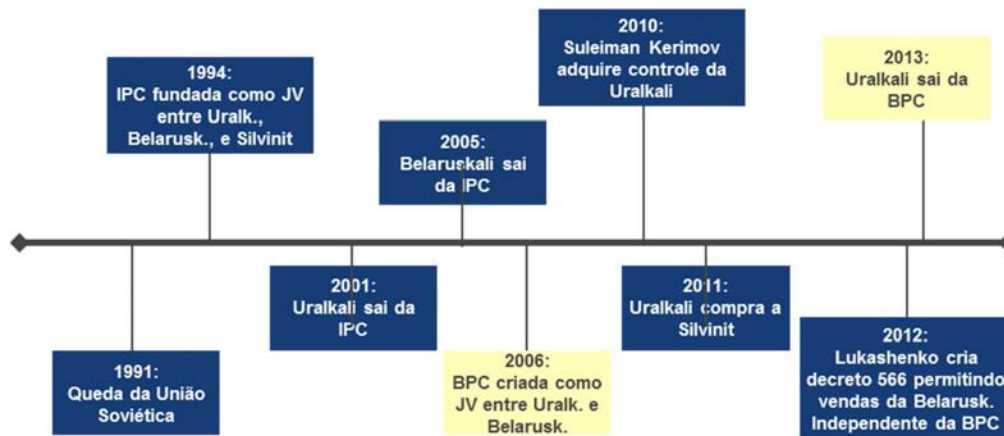 1994:
IPC fundada como JV
entre Uralk.,
Belarusk., e Silvinit
2010:
Suleiman Kerimov
adquire controle da
Uralkali
2013:
Uralkali sai da
BPC
2005:
Belaruskali sai
da IPC
1991:
Queda da União
Soviética
2001:
Uralkali sai da
IPC
2006:
BPC criada como
JV entre Uralk. e
Belarusk.
2011:
Uralkali compra a
Silvinit
2012:
Lukashenko cria
decreto 566 permitindo
vendas da Belarusk.
Independente da BPC